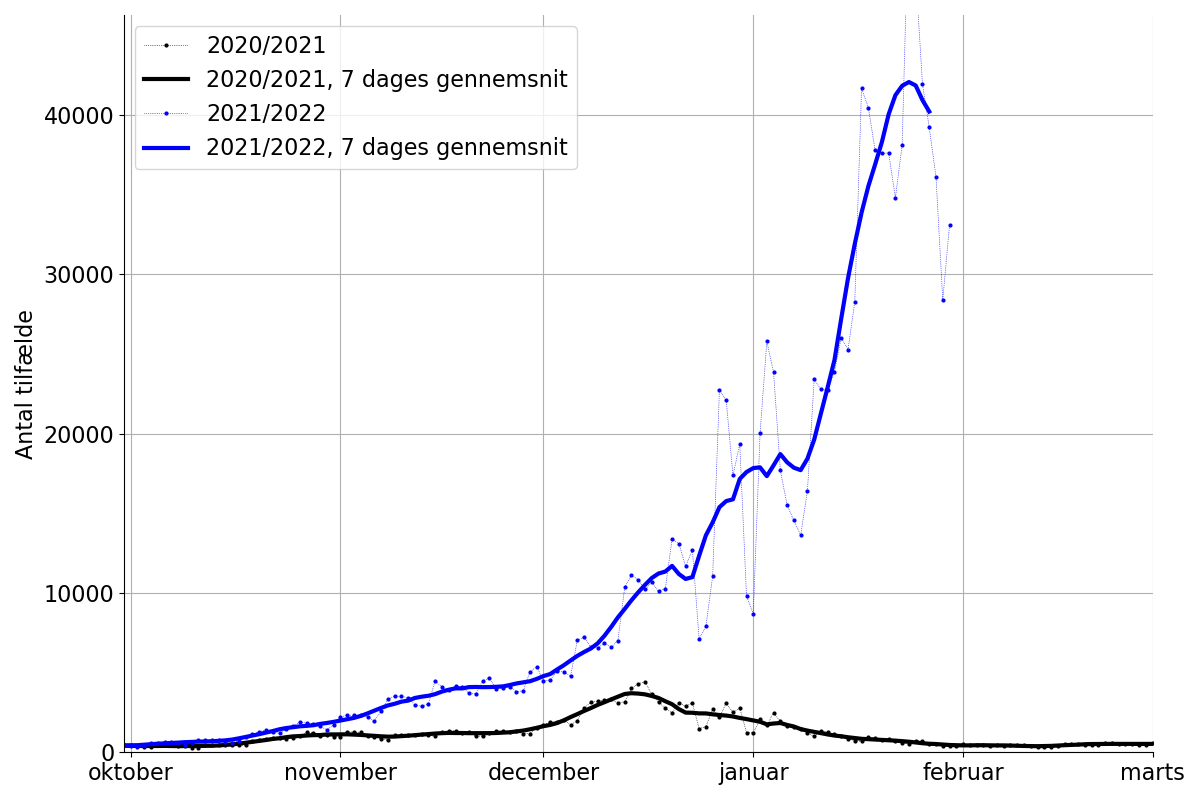 2020/2021
2020/2021, 7 dages gennemsnit
2021/2022
2021/2022, 7 dages gennemsnit
Antal tilfælde
40000
30000
20000
10000
0
oktober november december januar februar marts